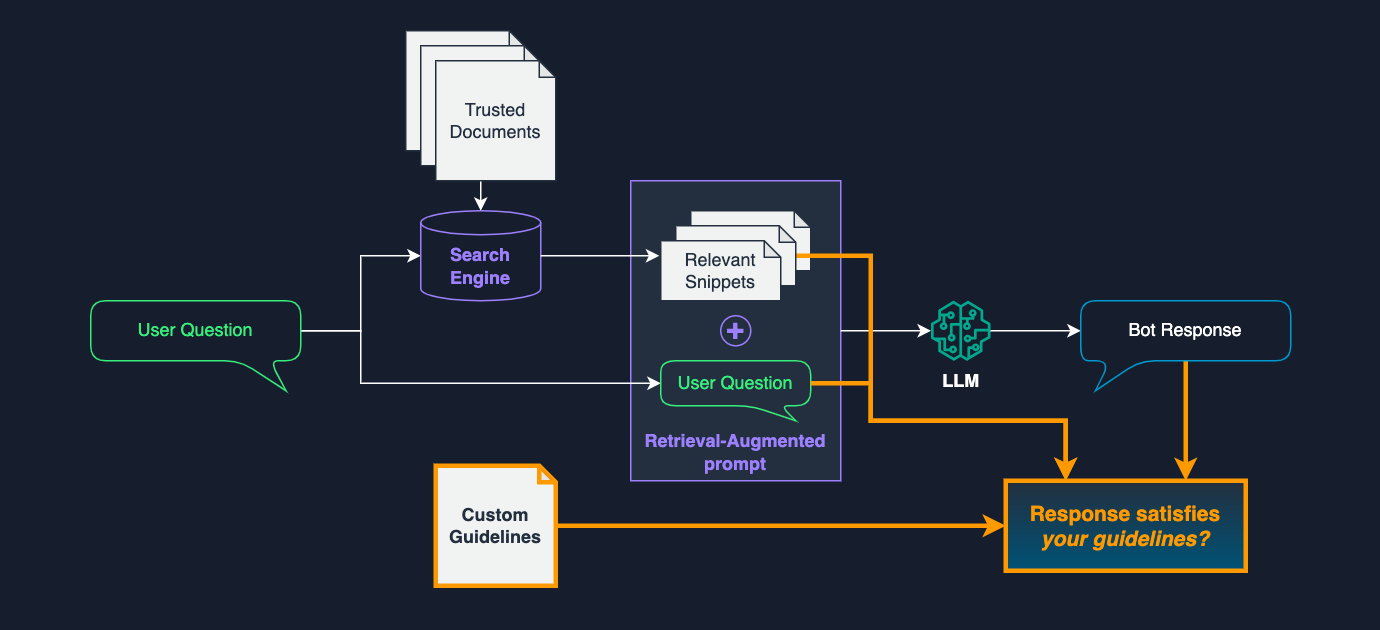 Trusted
Documents
Search
Engine
Relevant
Snippets
User Question
LLM
Bot Response
User Question
Retrieval-Augmented
prompt
Custom
Guidelines
Response satisfies
your guidelines?